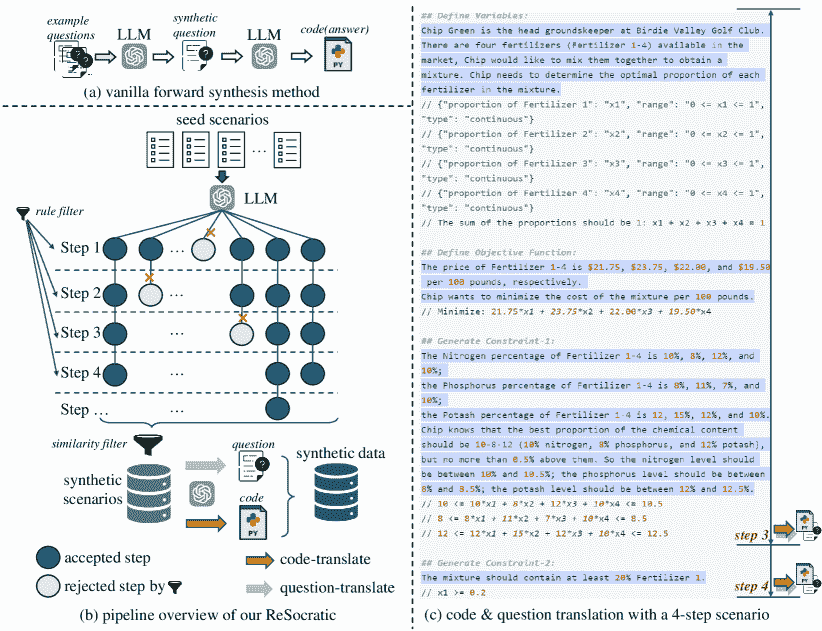 example
questions
LLM
synthetic
question
LLM
code(answer)
PY
(a) vanilla forward synthesis method
seed scenarios
...
LLM
rule filter
Step 1
...
Step 2
...
Step 3
...
Step 4
...
Step ...
...
similarity filter
synthetic
scenarios
question
code
PY
synthetic data
accepted step
code-translate
rejected step by
question-translate
(b) pipeline overview of our ReSocratic
## Define Variables:
Chip Green is the head groundskeeper at Birdie Valley Golf Club.
There are four fertilizers (Fertilizer 1-4) available in the
market, Chip would like to mix them together to obtain a
mixture. Chip needs to determine the optimal proportion of each
fertilizer in the mixture.
// {"proportion of Fertilizer 1": "x1", "range": "0 <= x1 <= 1",
"type": "continuous"}
// {"proportion of Fertilizer 2": "x2", "range": "0 <= x2 <= 1",
"type": "continuous"}
// {"proportion of Fertilizer 3": "x3", "range": "0 <= x3 <= 1",
"type": "continuous"}
// {"proportion of Fertilizer 4": "x4", "range": "0 <= x4 <= 1",
"type": "continuous"}
// The sum of the proportions should be 1: x1 + x2 + x3 + x4 = 1
## Define Objective Function:
The price of Fertilizer 1-4 is $21.75, $23.75, $22.00, and $19.50
per 100 pounds, respectively.
Chip wants to minimize the cost of the mixture per 100 pounds.
// Minimize: 21.75*x1 + 23.75*x2 + 22.00*x3 + 19.50*x4
## Generate Constraint-1:
The Nitrogen percentage of Fertilizer 1-4 is 10%, 8%, 12%, and
10%;
the Phosphorus percentage of Fertilizer 1-4 is 8%, 11%, 7%, and
10%;
the Potash percentage of Fertilizer 1-4 is 12, 15%, 12%, and 10%.
Chip knows that the best proportion of the chemical content
should be 10-8-12 (10% nitrogen, 8% phosphorus, and 12% potash),
but no more than 0.5% above them. So the nitrogen level should
be between 10% and 10.5%; the phosphorus level should be between
8% and 8.5%; the potash level should be between 12% and 12.5%.
// 10 <= 10*x1 + 8*x2 + 12*x3 + 10*x4 <= 10.5
// 8 <= 8*x1 + 11*x2 + 7*x3 + 10*x4 <= 8.5
// 12 <= 12*x1 + 15*x2 + 12*x3 + 10*x4 <= 12.5
step 3
## Generate Constraint-2:
The mixture should contain at least 20% Fertilizer 1.
// x1 >= 0.2
step 4
(c) code & question translation with a 4-step scenario